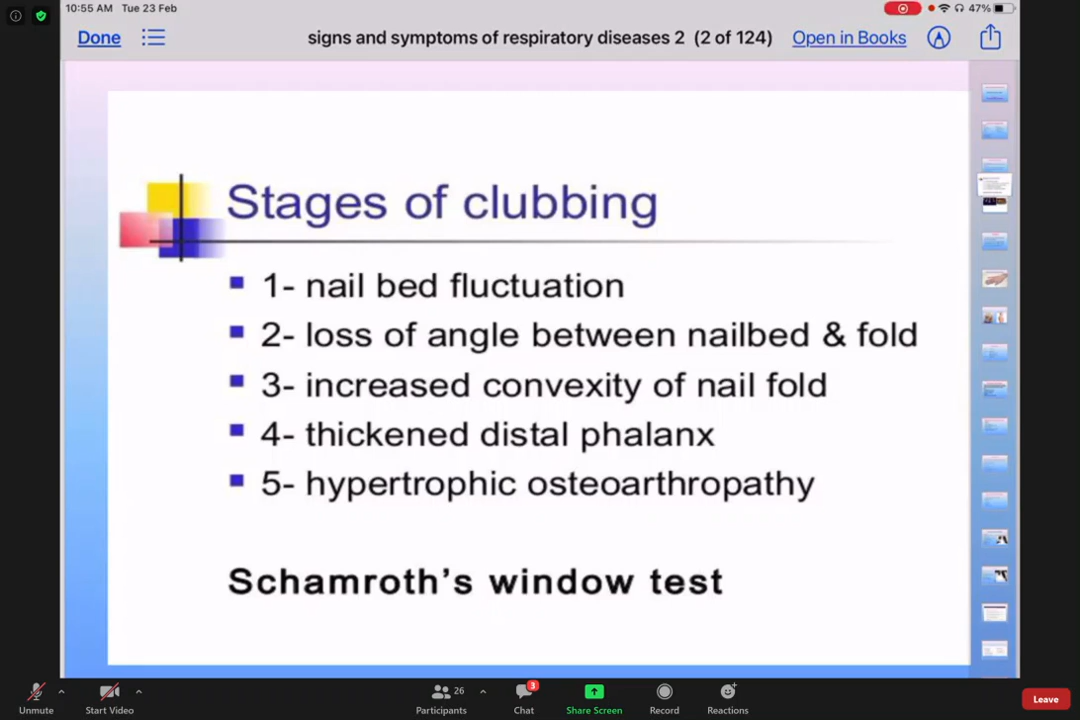 10:55 AM Tue 23 Feb
47%
Done
signs and symptoms of respiratory diseases 2 (2 of 124)
Open in Books
Stages of clubbing
1- nail bed fluctuation
2- loss of angle between nailbed & fold
3- increased convexity of nail fold
4- thickened distal phalanx
5- hypertrophic osteoarthropathy
Schamroth's window test
26
3
Unmute
Start Video
Participants
Chat
Share Screen
Record
Reactions
Leave